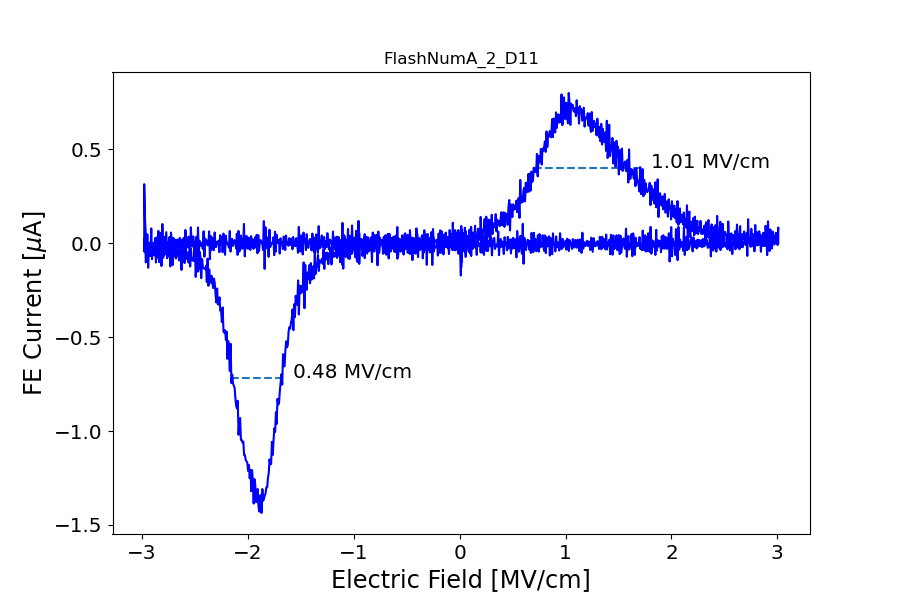 FlashNumA_2_D11
FE Current [μA]
0.5
0.0
−0.5
−1.0
−1.5
1.01 MV/cm
0.48 MV/cm
−3
−2
−1
0
1
2
3
Electric Field [MV/cm]